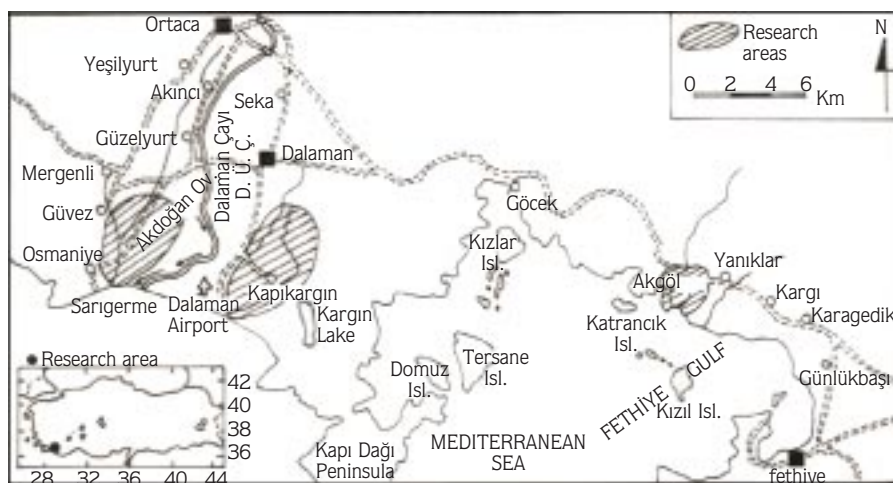 Ortaca
Yeşilyurt
Akıncı
Seka
Güzelyurt
Dalaman Çayı
D. Ü. Ç.
Dalaman
Mergenli
Güvez
Akdoğan Ov
Osmaniye
Sarıgerme
Dalaman
Airport
Kapıkargın
Kargın
Lake
Göcek
Kızlar
Isl.
Akgöl
Yanıklar
Kargı
Karagedik
Katrancık
Isl.
Günlükbaşı
Domuz
Isl.
Tersane
Isl.
FETHİYE GULF
Kızıl Isl.
Kapı Dağı
Peninsula
MEDITERRANEAN
SEA
fethiye
Research
areas
0 2 4 6
Km
N
Research area
42
40
38
36
28 32 36 40 44